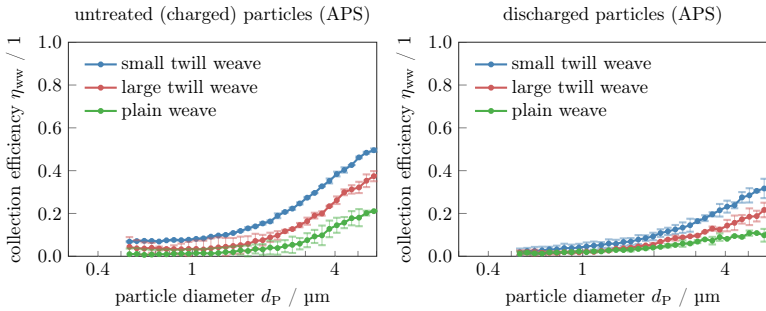 untreated (charged) particles (APS)
collection efficiency ηww / 1
1.0
0.8
0.6
0.4
0.2
0.0
small twill weave
large twill weave
plain weave
0.4
1
4
particle diameter dP / µm
discharged particles (APS)
collection efficiency ηww / 1
1.0
0.8
0.6
0.4
0.2
0.0
small twill weave
large twill weave
plain weave
0.4
1
4
particle diameter dP / µm